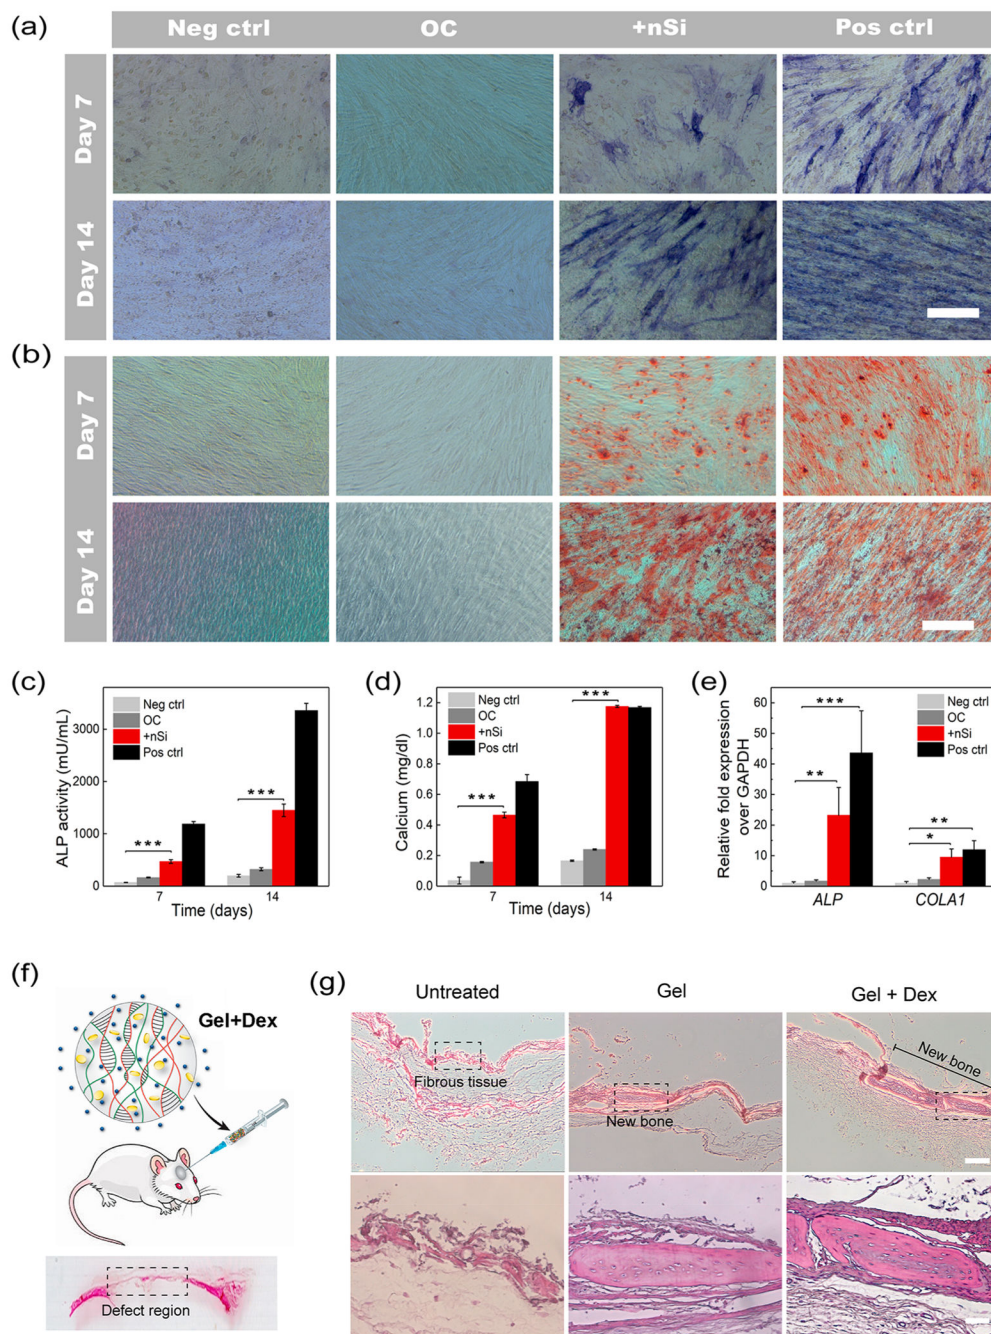 (a)
Neg ctrl
OC
+nSi
Pos ctrl
Day 7
Day 14
(b)
Day 7
Day 14
(c)
ALP activity (mU/mL)
3000
2000
1000
0
Neg ctrl
OC
+nSi
Pos ctrl
***
***
7
14
Time (days)
(d)
Calcium (mg/dl)
1.2
1.0
0.8
0.6
0.4
0.2
0.0
Neg ctrl
OC
+nSi
Pos ctrl
***
***
7
14
Time (days)
(e)
Relative fold expression
over GAPDH
60
50
40
30
20
10
0
Neg ctrl
OC
+nSi
Pos ctrl
***
**
**
*
ALP
COLA1
(f)
Gel+Dex
Defect region
(g)
Untreated
Gel
Gel + Dex
Fibrous tissue
New bone
New bone